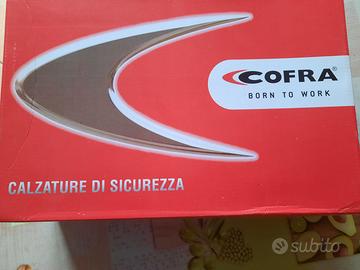 COFRA
BORN TO WORK
CALZATURE DI SICUREZZA
subito